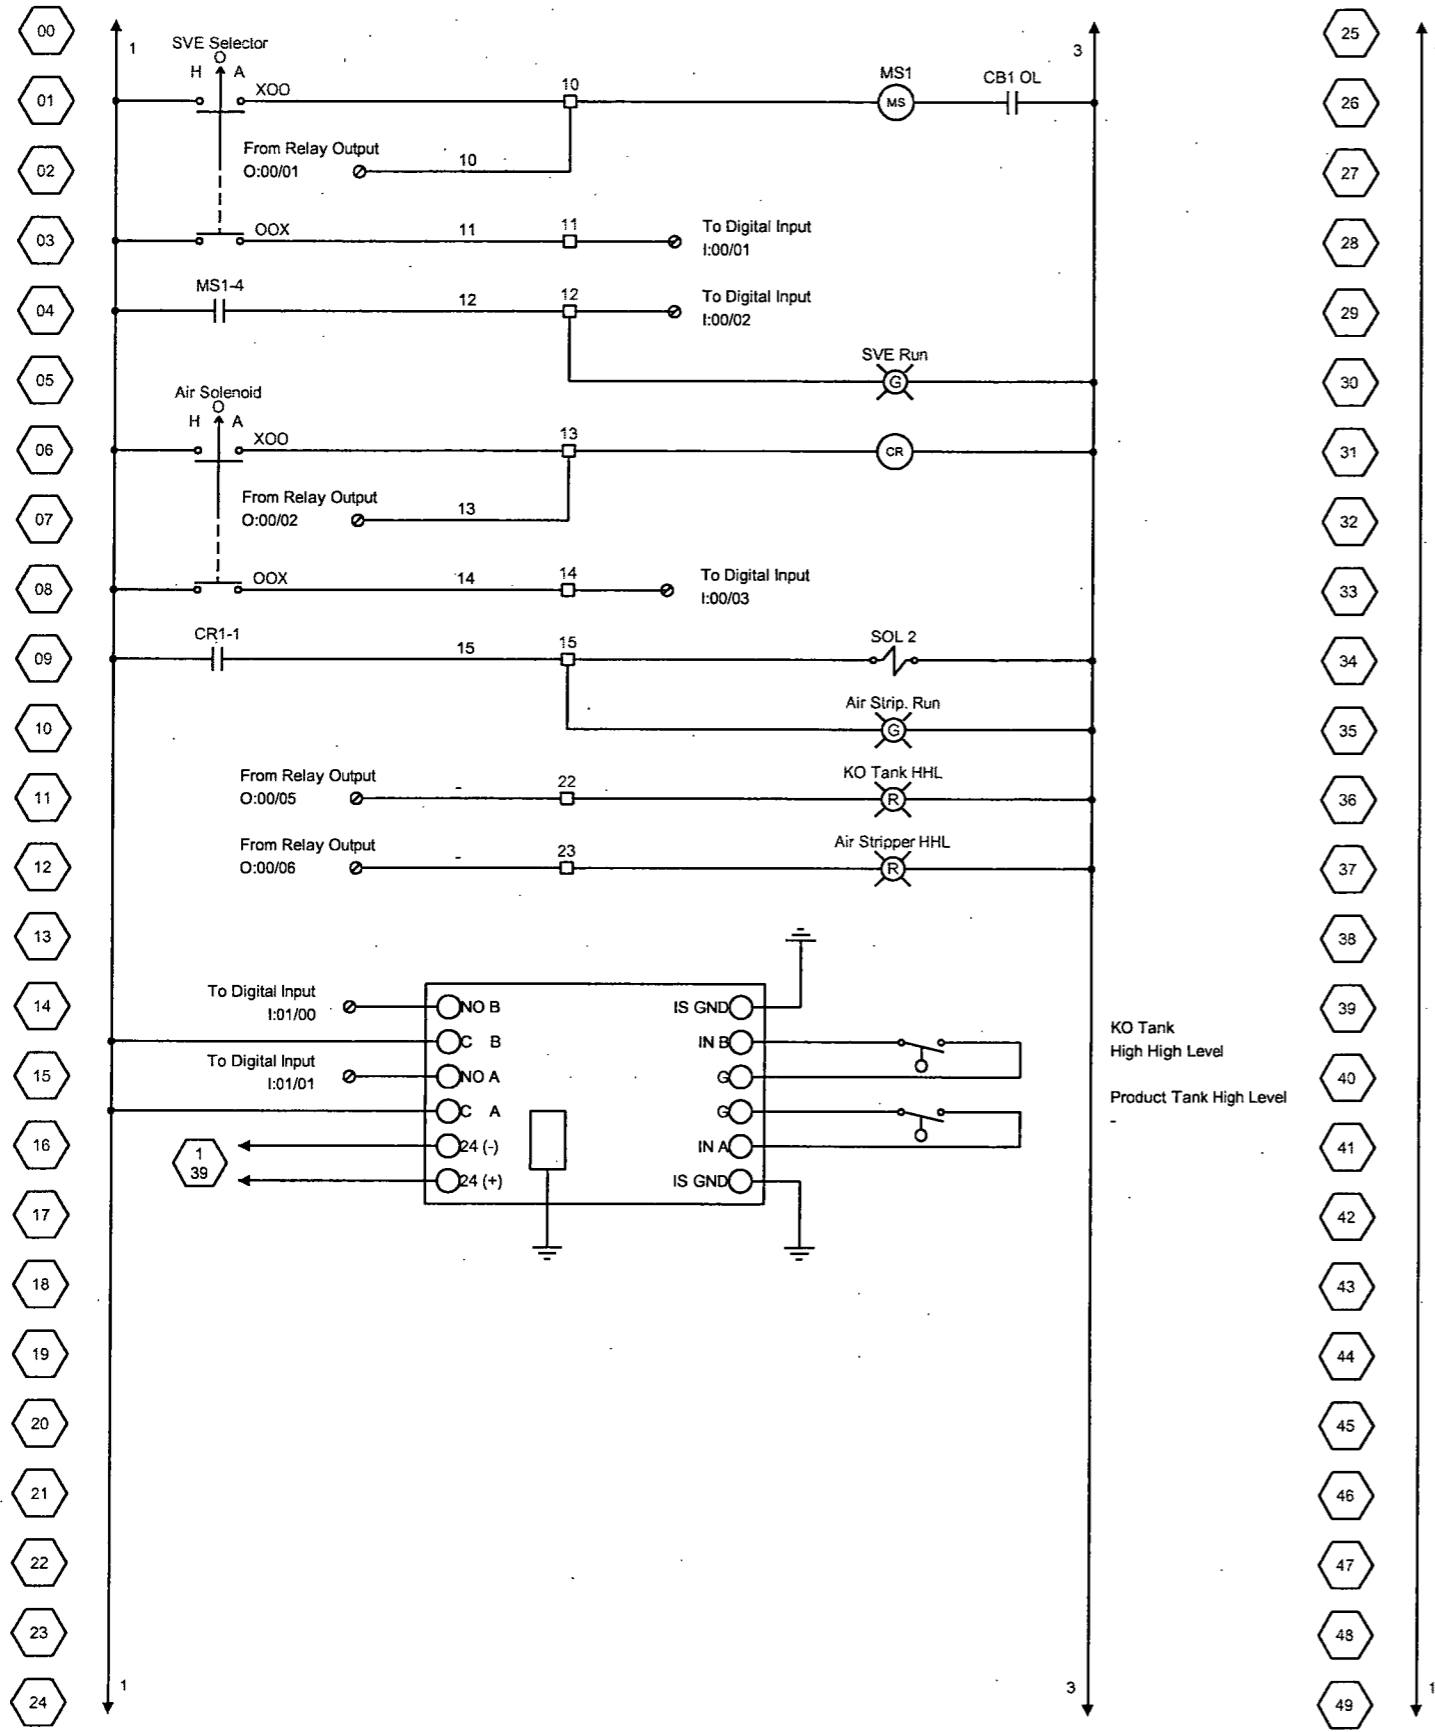 00
1
SVE Selector
O
H A
3
25
01
XOO
10
MS1
MS
CB1 OL
26
02
From Relay Output
O:00/01
10
27
03
OOX
11
11
To Digital Input
I:00/01
28
04
MS1-4
12
12
To Digital Input
I:00/02
29
05
SVE Run
G
30
Air Solenoid
O
H A
06
XOO
13
CR
31
07
From Relay Output
O:00/02
13
32
08
OOX
14
14
To Digital Input
I:00/03
33
09
CR1-1
15
15
SOL 2
34
10
Air Strip. Run
G
35
11
From Relay Output
O:00/05
-
22
KO Tank HHL
R
36
12
From Relay Output
O:00/06
-
23
Air Stripper HHL
R
37
13
38
14
To Digital Input
I:01/00
NO B
IS GND
39
C B
IN B
KO Tank
High High Level
15
To Digital Input
I:01/01
NO A
G
40
C A
G
Product Tank High Level
-
16
1
39
24 (-)
IN A
41
24 (+)
IS GND
17
42
18
43
19
44
20
45
21
46
22
47
23
48
24
1
3
49
1